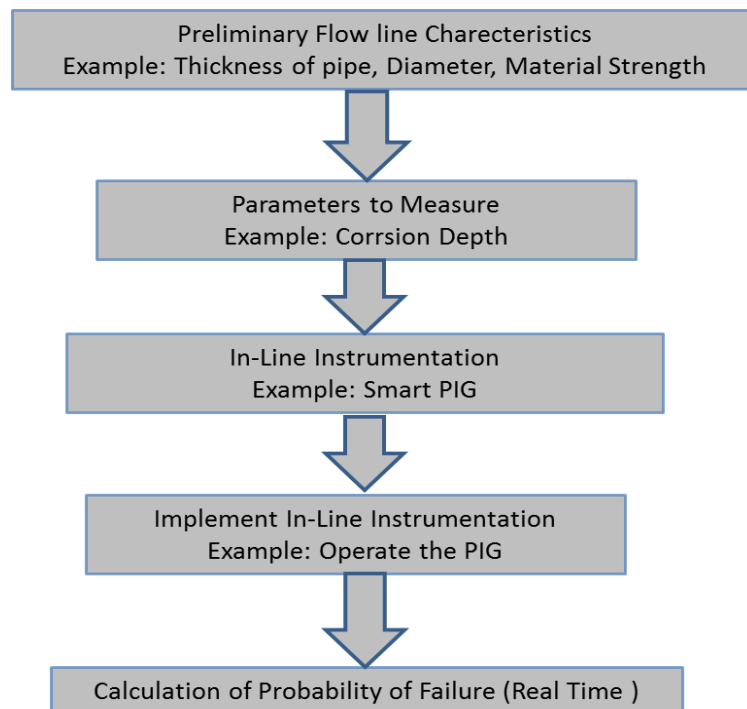 Preliminary Flow line Charecteristics
Example: Thickness of pipe, Diameter, Material Strength
Parameters to Measure
Example: Corrsion Depth
In-Line Instrumentation
Example: Smart PIG
Implement In-Line Instrumentation
Example: Operate the PIG
Calculation of Probability of Failure (Real Time )